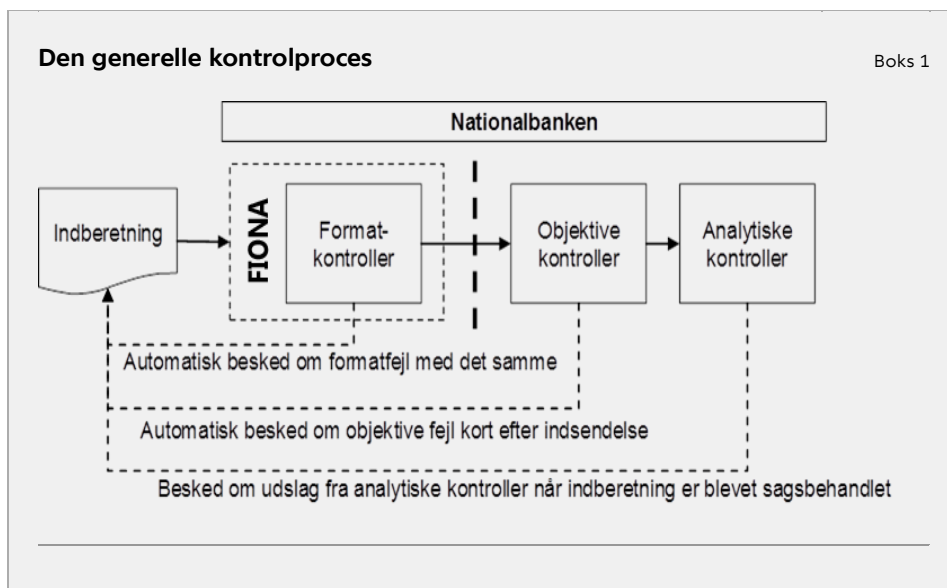 Den generelle kontrolproces
Boks 1
Nationalbanken
Indberetning
FIONA
Format-
kontroller
Objektive
kontroller
Analytiske
kontroller
Automatisk besked om formatfejl med det samme
Automatisk besked om objektive fejl kort efter indsendelse
Besked om udslag fra analytiske kontroller når indberetning er blevet sagsbehandlet